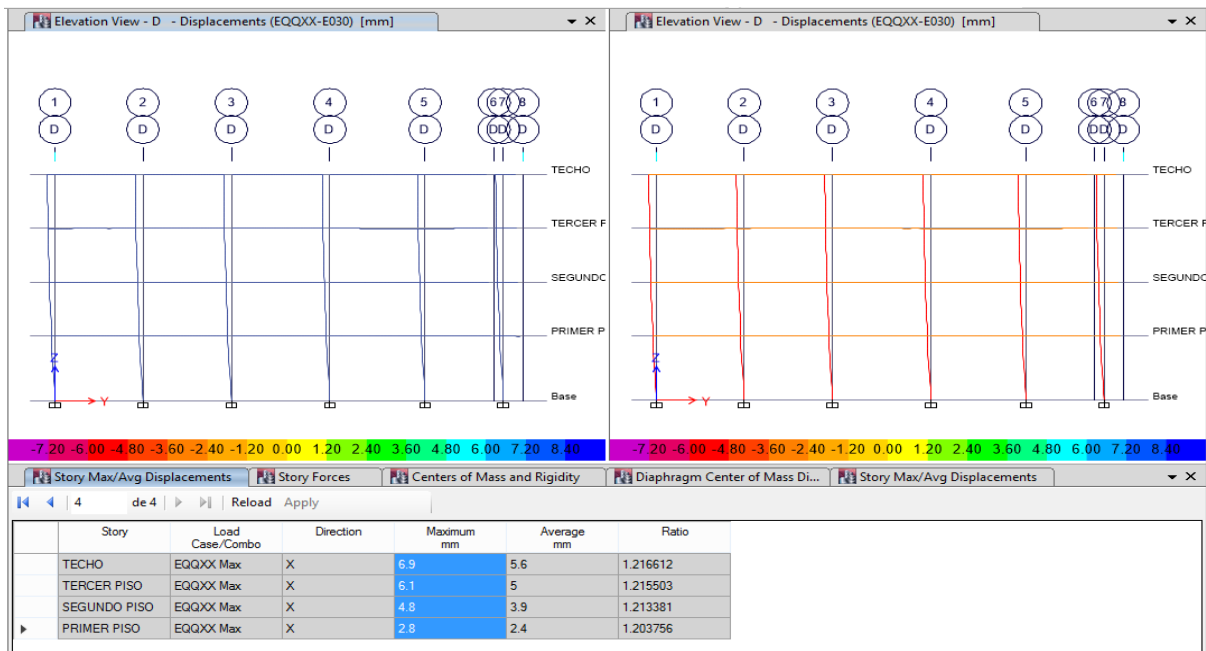 Elevation View - D - Displacements (EQQXX-E030) [mm]
1 2 3 4 5 6 7 8
D D D D D D D D
TECHO
TERCER P
SEGUNDO
PRIMER P
Z
Base
Y
-7.20 -6.00 -4.80 -3.60 -2.40 -1.20 0.00 1.20 2.40 3.60 4.80 6.00 7.20 8.40
Elevation View - D - Displacements (EQQXX-E030) [mm]
1 2 3 4 5 6 7 8
D D D D D D D D
TECHO
TERCER P
SEGUNDO
PRIMER P
Z
Base
Y
-7.20 -6.00 -4.80 -3.60 -2.40 -1.20 0.00 1.20 2.40 3.60 4.80 6.00 7.20 8.40
Story Max/Avg Displacements Story Forces Centers of Mass and Rigidity Diaphragm Center of Mass Di... Story Max/Avg Displacements
4 de 4 Reload Apply
Story Load Case/Combo Direction Maximum mm Average mm Ratio
TECHO EQQXX Max X 6.9 5.6 1.216612
TERCER PISO EQQXX Max X 6.1 5 1.215503
SEGUNDO PISO EQQXX Max X 4.8 3.9 1.213381
PRIMER PISO EQQXX Max X 2.8 2.4 1.203756